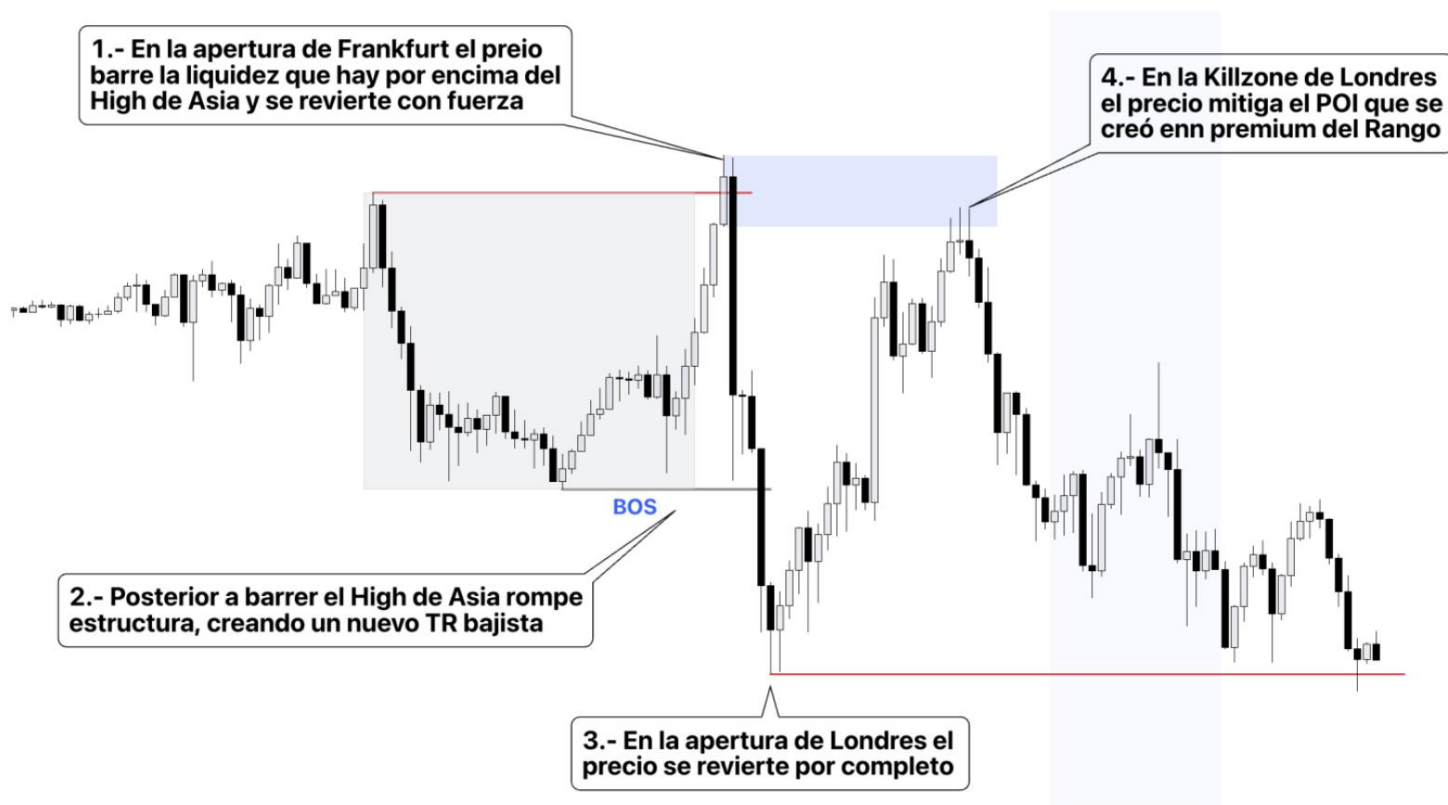 1.- En la apertura de Frankfurt el preio
barre la liquidez que hay por encima del
High de Asia y se revierte con fuerza
4.- En la Killzone de Londres
el precio mitiga el POI que se
creó enn premium del Rango
BOS
2.- Posterior a barrer el High de Asia rompe
estructura, creando un nuevo TR bajista
3.- En la apertura de Londres el
precio se revierte por completo